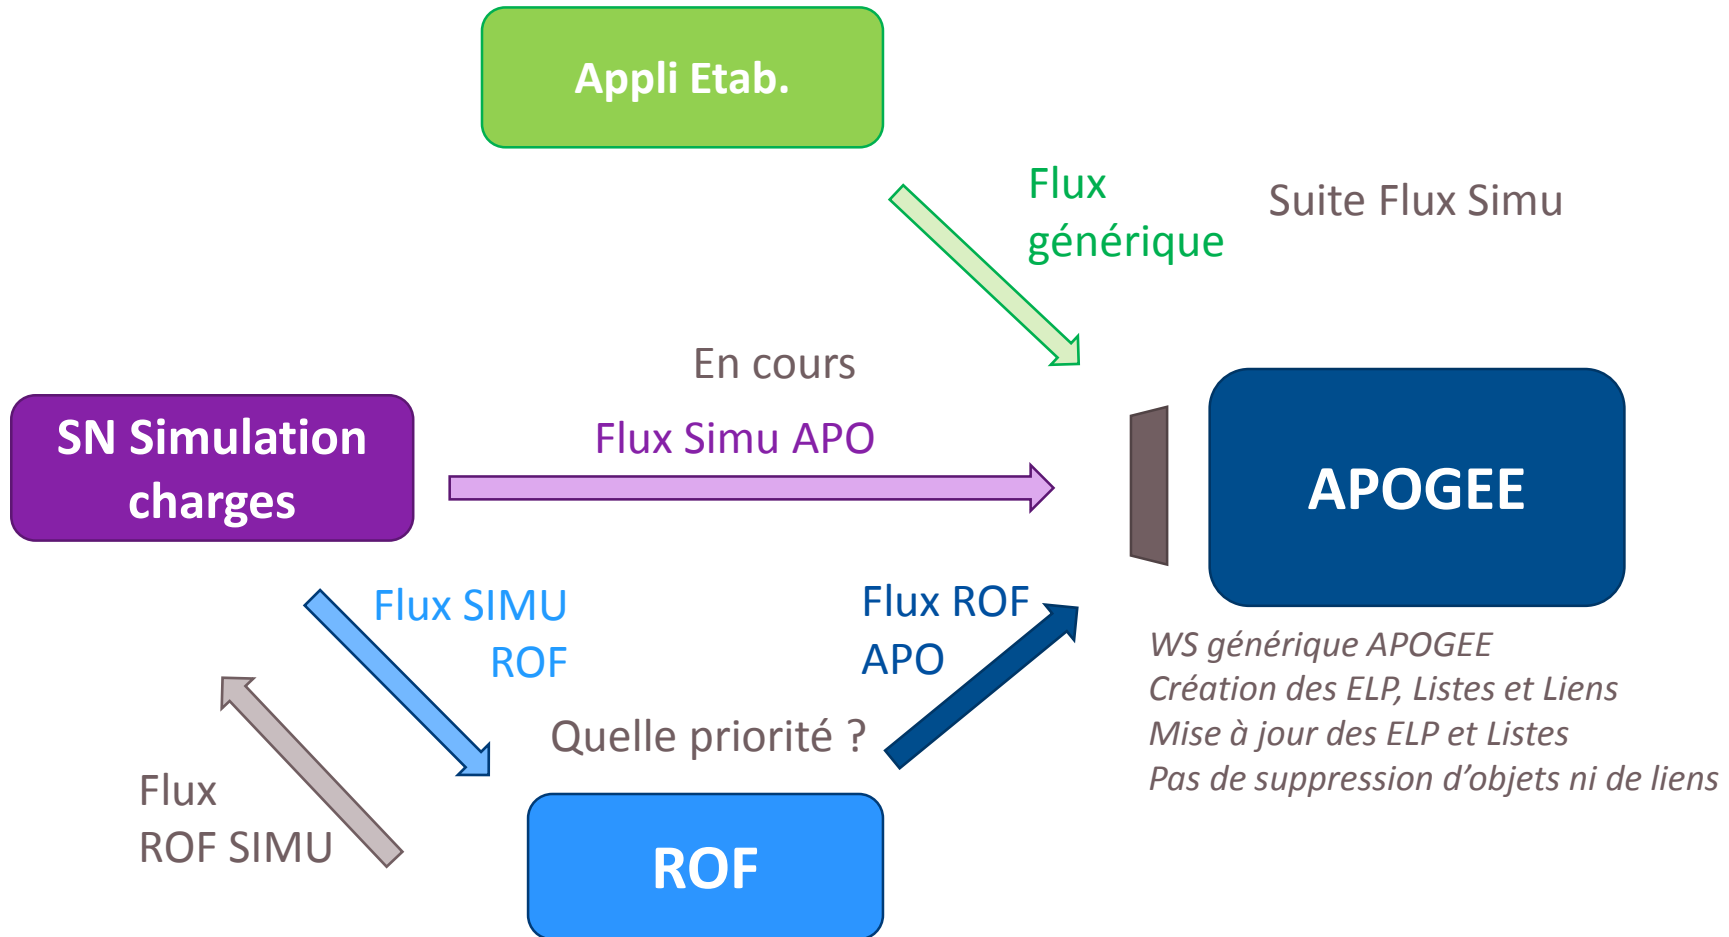 Appli Etab.
Flux
générique
Suite Flux Simu
En cours
Flux Simu APO
SN Simulation
charges
APOGEE
Flux SIMU
ROF
Flux ROF
APO
WS générique APOGEE
Création des ELP, Listes et Liens
Mise à jour des ELP et Listes
Pas de suppression d’objets ni de liens
Quelle priorité ?
Flux
ROF SIMU
ROF